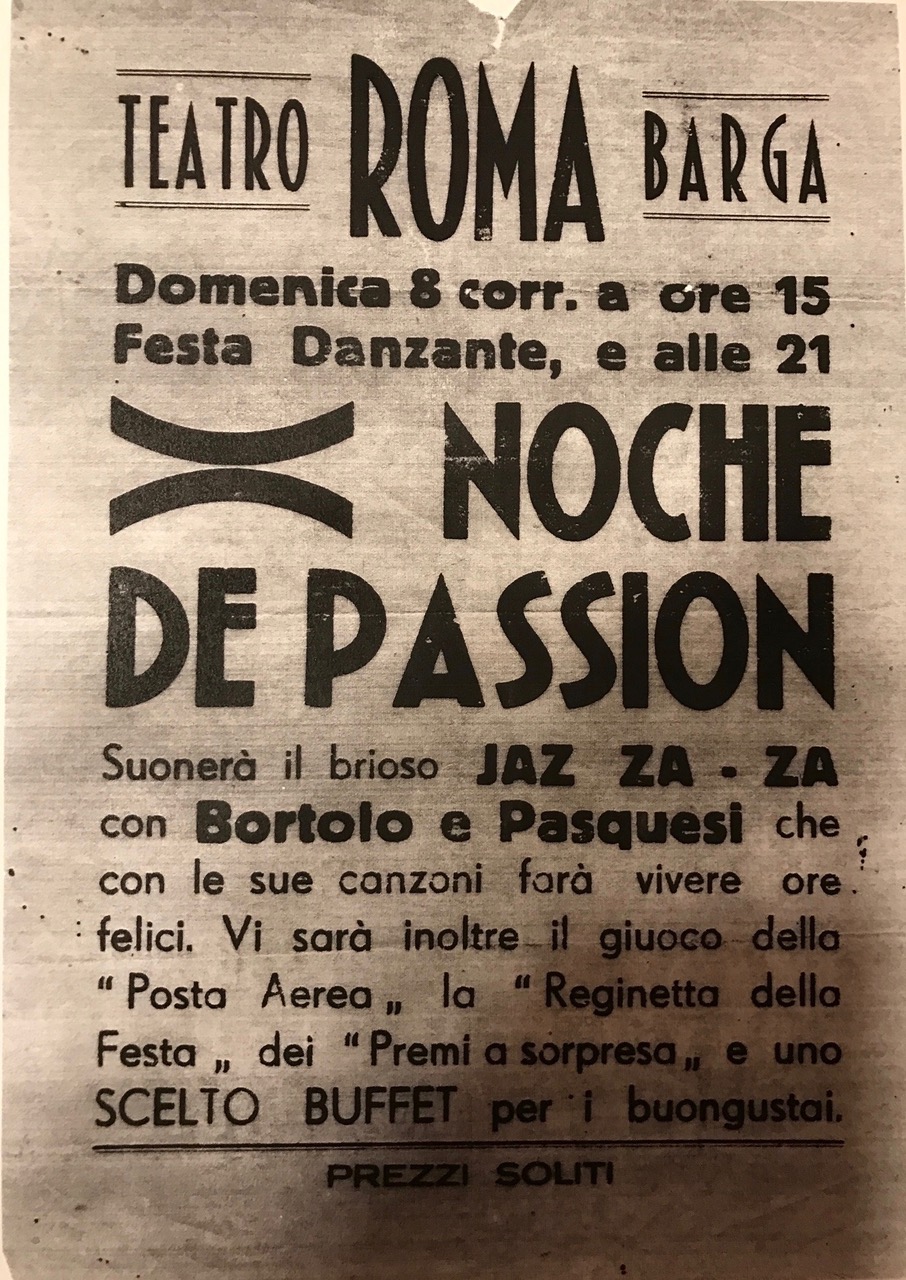 TEATRO ROMA BARGA
Domenica 8 corr. a ore 15
Festa Danzante, e alle 21
NOCHE
DE PASSION
Suonerà il brioso JAZ ZA - ZA
con Bortolo e Pasquesi che
con le sue canzoni farà vivere ore
felici. Vi sarà inoltre il giuoco della
“ Posta Aerea „ la “ Reginetta della
Festa „ dei “ Premi a sorpresa „ e uno
SCELTO BUFFET per i buongustai.
PREZZI SOLITI